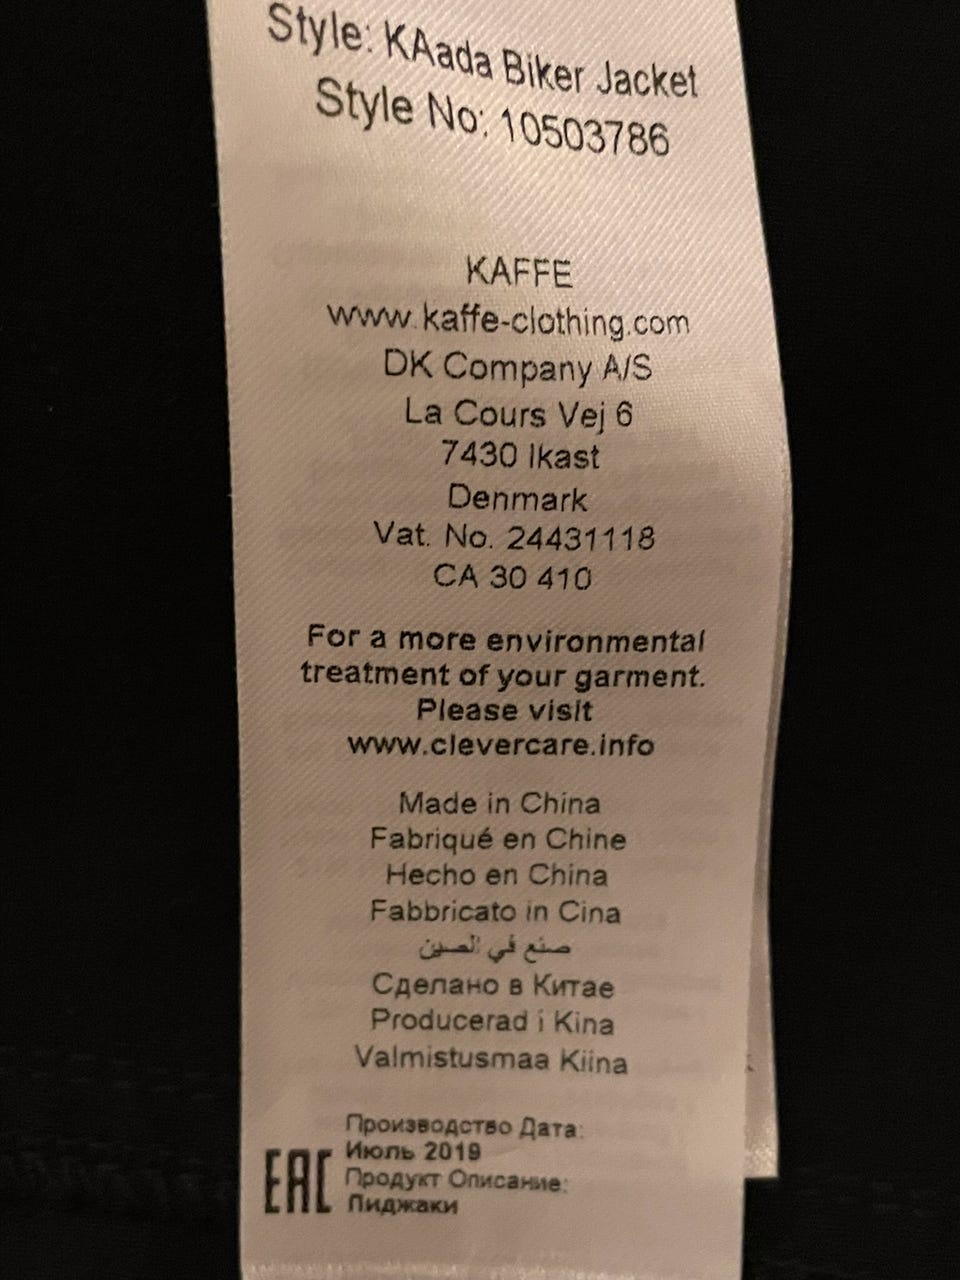 Style: KAada Biker Jacket
Style No: 10503786
KAFFE
www.kaffe-clothing.com
DK Company A/S
La Cours Vej 6
7430 Ikast
Denmark
Vat. No. 24431118
CA 30 410
For a more environmental
treatment of your garment.
Please visit
www.clevercare.info
Made in China
Fabriqué en Chine
Hecho en China
Fabbricato in Cina
صنع في الصين
Сделано в Китае
Producerad i Kina
Valmistusmaa Kiina
Производство Дата:
Июль 2019
EAC
Продукт Описание:
Пиджаки